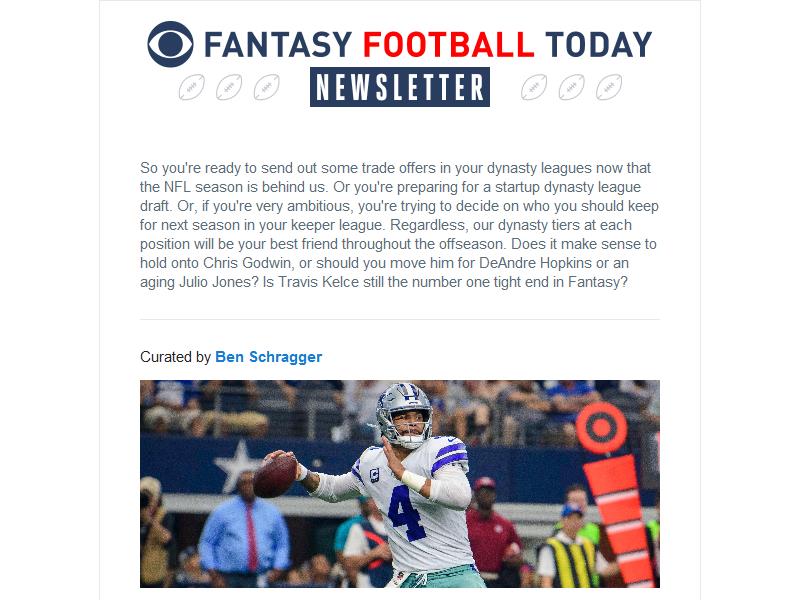 FANTASY FOOTBALL TODAY
NEWSLETTER
So you're ready to send out some trade offers in your dynasty leagues now that
the NFL season is behind us. Or you're preparing for a startup dynasty league
draft. Or, if you're very ambitious, you're trying to decide on who you should keep
for next season in your keeper league. Regardless, our dynasty tiers at each
position will be your best friend throughout the offseason. Does it make sense to
hold onto Chris Godwin, or should you move him for DeAndre Hopkins or an
aging Julio Jones? Is Travis Kelce still the number one tight end in Fantasy?
Curated by Ben Schragger
4
4